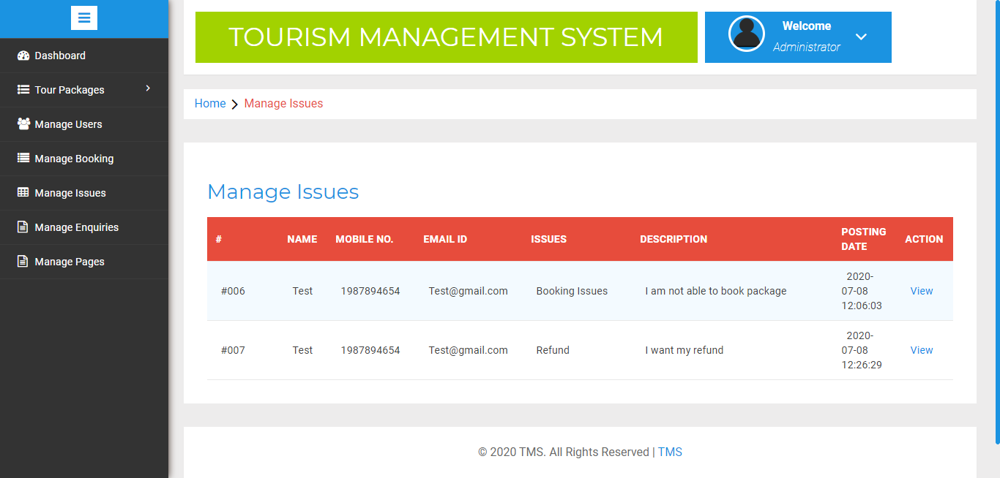 TOURISM MANAGEMENT SYSTEM
Welcome
Administrator
Dashboard
Tour Packages
Manage Users
Manage Booking
Manage Issues
Manage Enquiries
Manage Pages
Home > Manage Issues
Manage Issues
# NAME MOBILE NO. EMAIL ID ISSUES DESCRIPTION POSTING DATE ACTION
#006 Test 1987894654 Test@gmail.com Booking Issues I am not able to book package 2020-07-08 12:06:03 View
#007 Test 1987894654 Test@gmail.com Refund I want my refund 2020-07-08 12:26:29 View
© 2020 TMS. All Rights Reserved | TMS